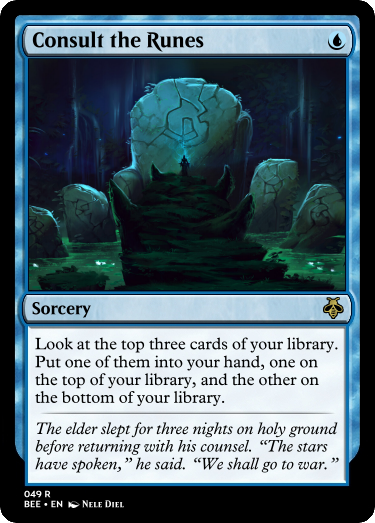 Consult the Runes
Sorcery
Look at the top three cards of your library.
Put one of them into your hand, one on
the top of your library, and the other on
the bottom of your library.
The elder slept for three nights on holy ground
before returning with his counsel. “The stars
have spoken,” he said. “We shall go to war.”
049 R
BEE • EN Nele Diel